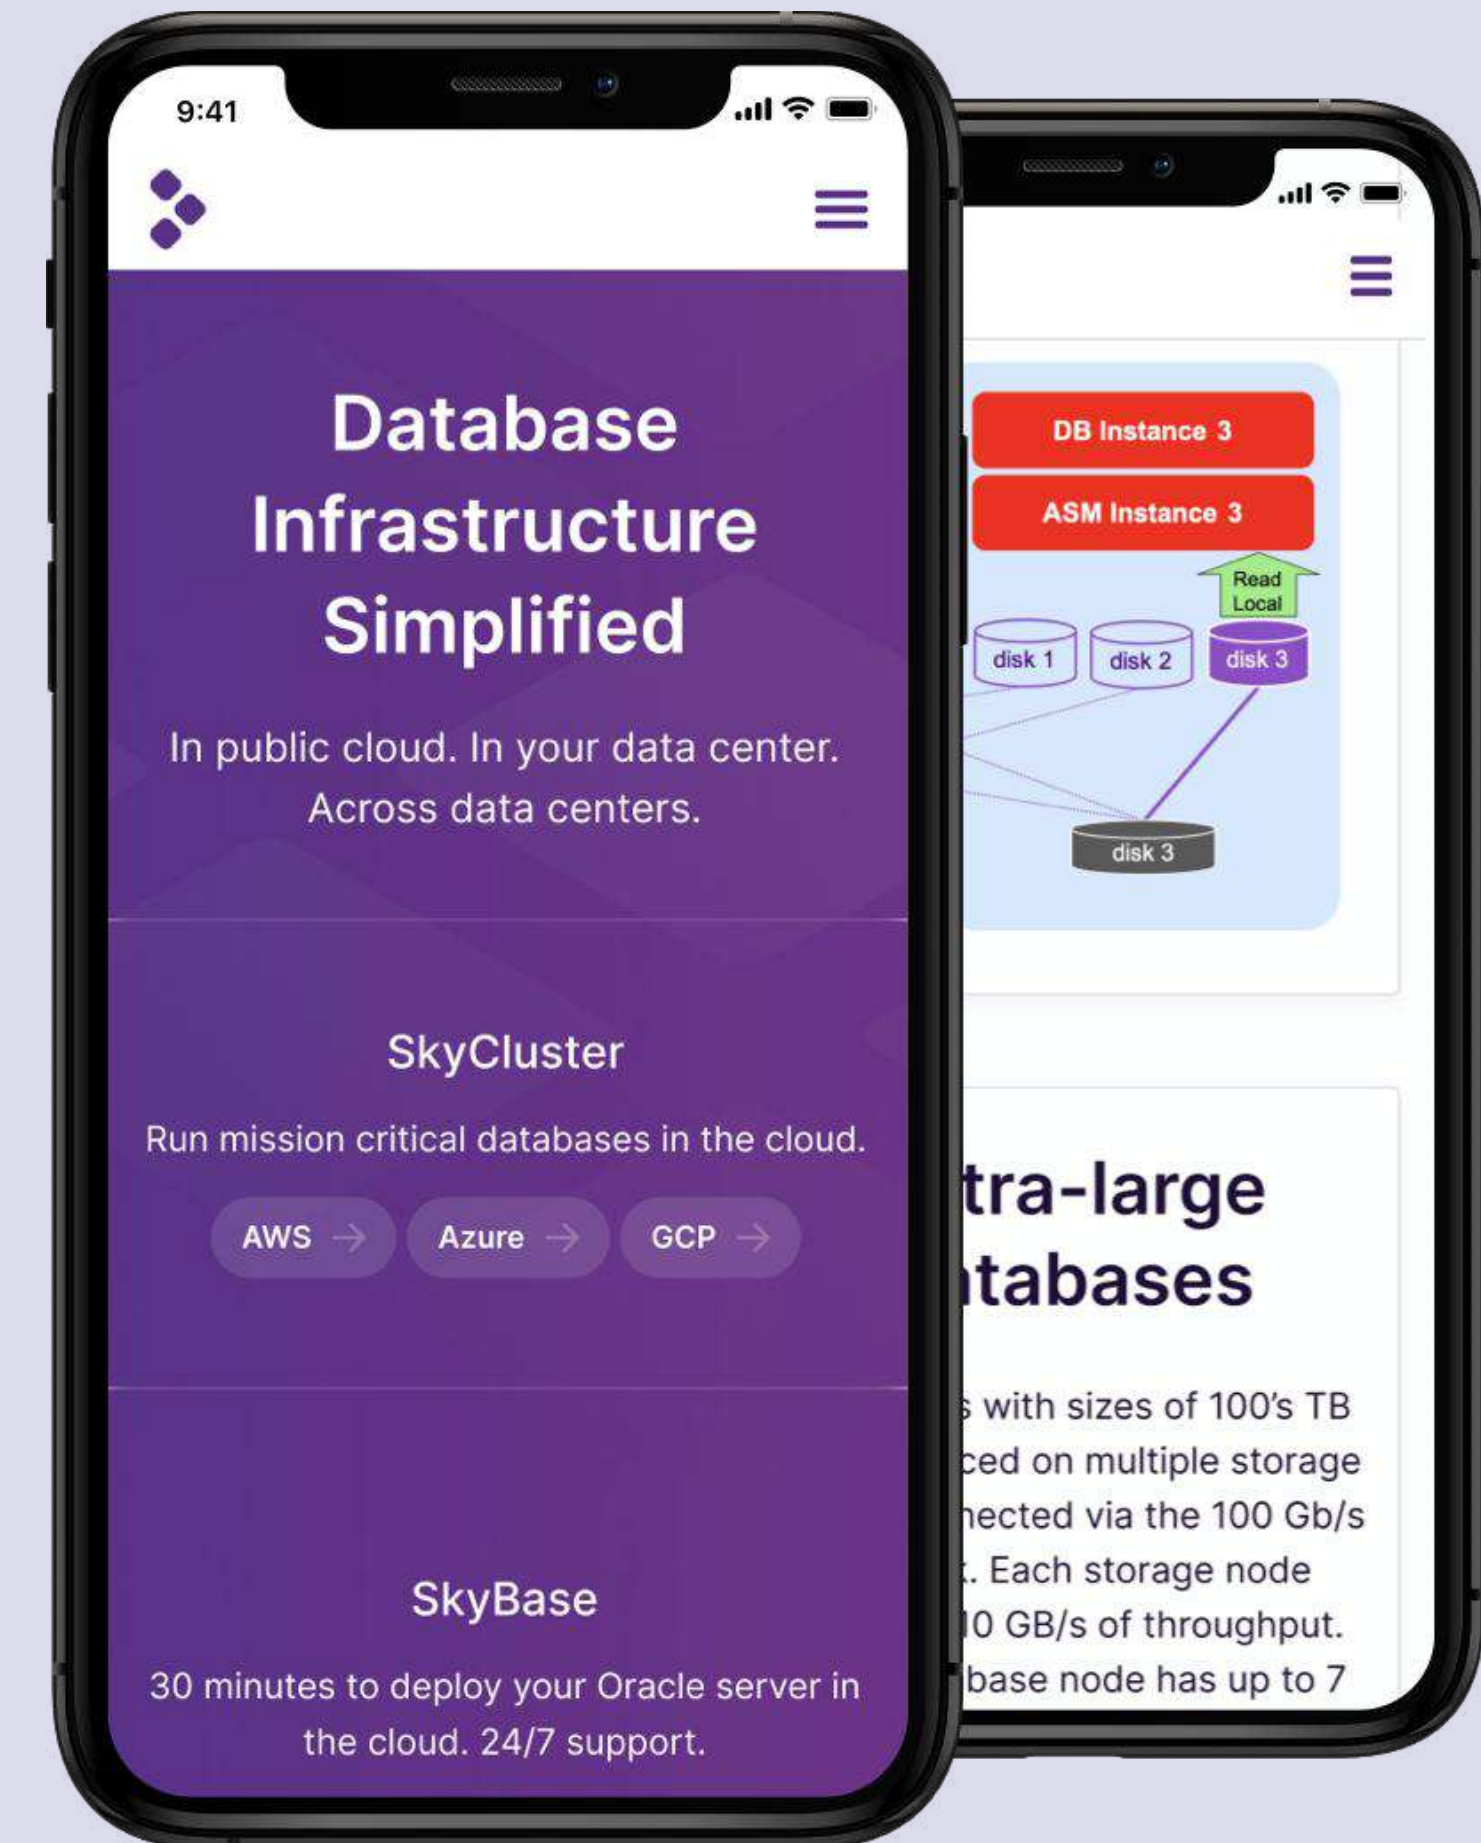 9:41
Database
Infrastructure
Simplified
In public cloud. In your data center.
Across data centers.
SkyCluster
Run mission critical databases in the cloud.
AWS → Azure → GCP →
SkyBase
30 minutes to deploy your Oracle server in
the cloud. 24/7 support.
DB Instance 3
ASM Instance 3
Read
Local
disk 1 disk 2 disk 3
disk 3
tra-large
tabases
with sizes of 100’s TB
ced on multiple storage
nected via the 100 Gb/s
. Each storage node
10 GB/s of throughput.
base node has up to 7